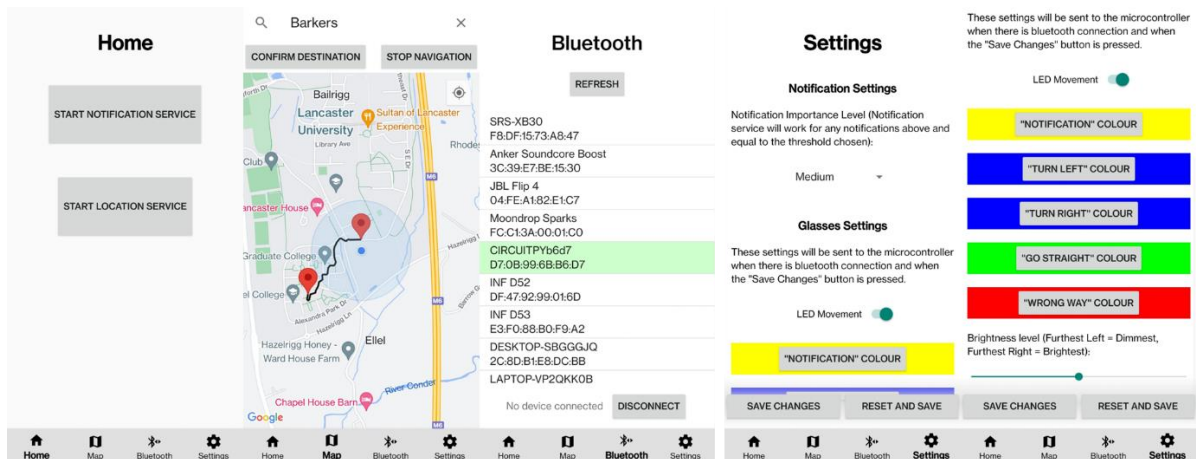 Home
START NOTIFICATION SERVICE
START LOCATION SERVICE
Home
Map
Bluetooth
Settings
Barkers
CONFIRM DESTINATION
STOP NAVIGATION
Bailrigg
Lancaster
University
Library Ave
Sultan of Lancaster
Experience
Rhode
Club
S E Dr
M6
ancaster House
Hazelrigg
Graduate College
el College
Alexandra Park Dr
Hazelrigg Ln
Hazelrigg Honey -
Ward House Farm
Ellel
River Conder
Chapel House Barn
M6
Google
Home
Map
Bluetooth
Settings
Bluetooth
REFRESH
SRS-XB30
F8:DF:15:73:A8:47
Anker Soundcore Boost
3C:39:E7:BE:15:30
JBL Flip 4
04:FE:A1:82:E1:C7
Moondrop Sparks
FC:C1:3A:00:01:C0
CIRCUITPYb6d7
D7:0B:99:6B:B6:D7
INF D52
DF:47:92:99:01:6D
INF D53
E3:F0:88:B0:F9:A2
DESKTOP-SBGGGJQ
2C:8D:B1:E8:DC:BB
LAPTOP-VP2QKK0B
No device connected
DISCONNECT
Home
Map
Bluetooth
Settings
Settings
Notification Settings
Notification Importance Level (Notification
service will work for any notifications above and
equal to the threshold chosen):
Medium
Glasses Settings
These settings will be sent to the microcontroller
when there is bluetooth connection and when
the "Save Changes" button is pressed.
LED Movement
"NOTIFICATION" COLOUR
SAVE CHANGES
RESET AND SAVE
Home
Map
Bluetooth
Settings
These settings will be sent to the microcontroller
when there is bluetooth connection and when
the "Save Changes" button is pressed.
LED Movement
"NOTIFICATION" COLOUR
"TURN LEFT" COLOUR
"TURN RIGHT" COLOUR
"GO STRAIGHT" COLOUR
"WRONG WAY" COLOUR
Brightness level (Furthest Left = Dimmest,
Furthest Right = Brightest):
SAVE CHANGES
RESET AND SAVE
Home
Map
Bluetooth
Settings